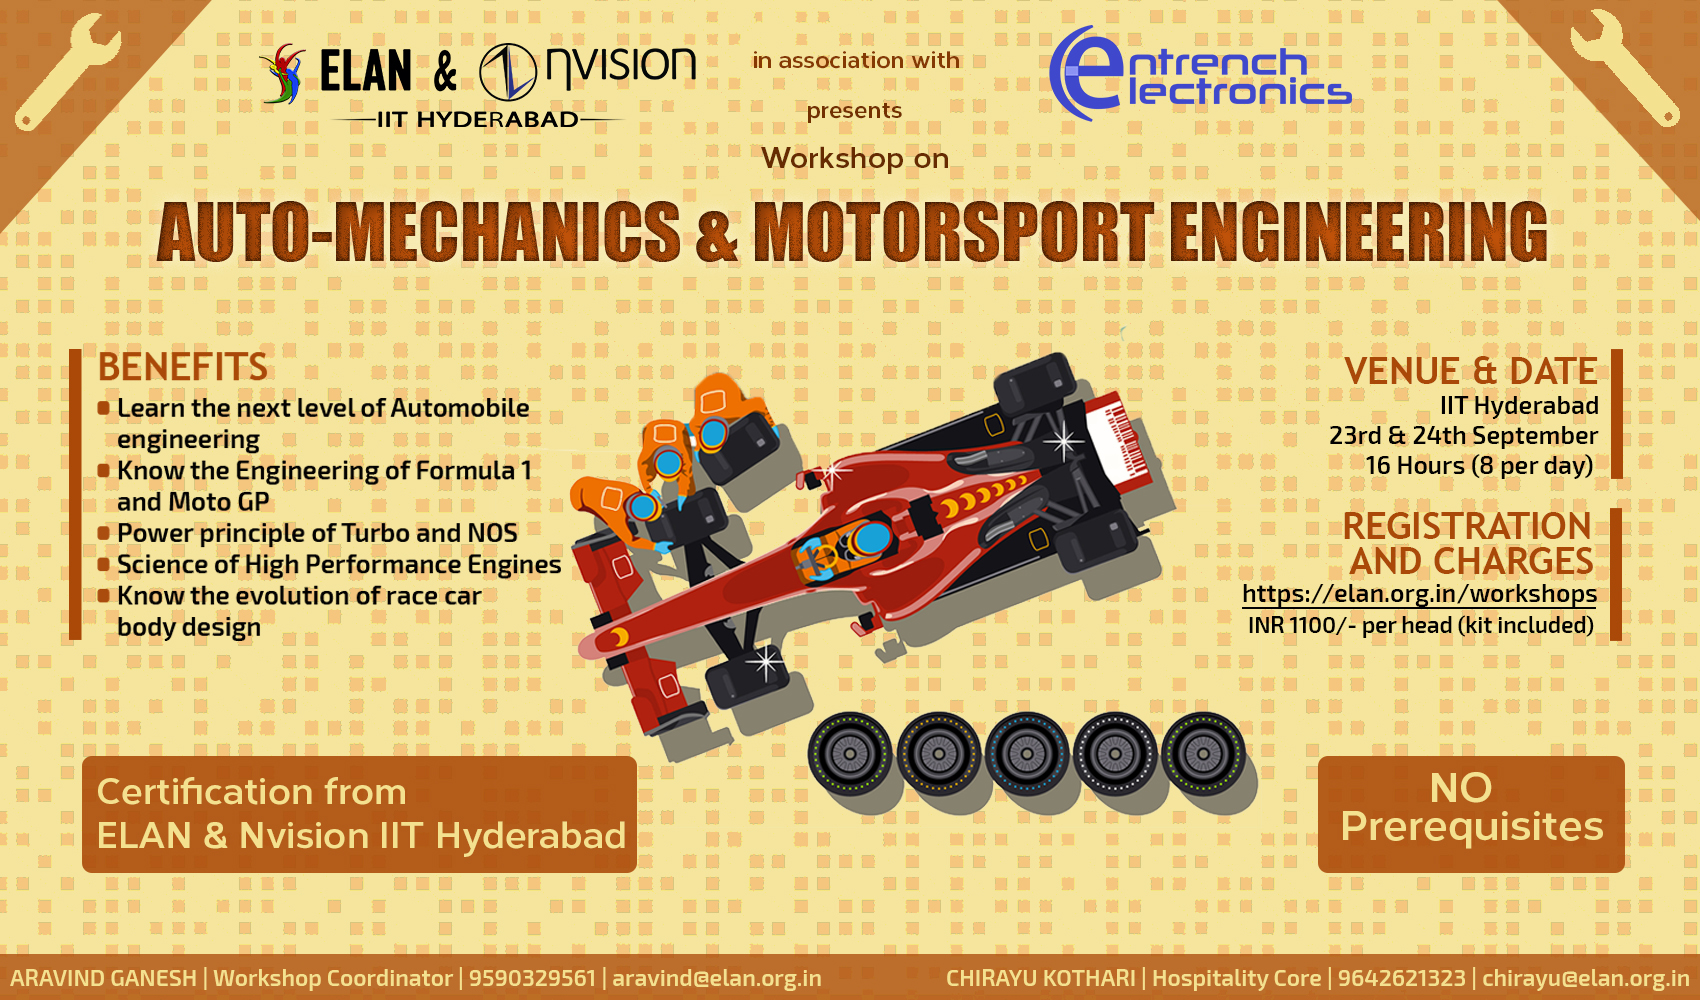 ELAN & ηVISION
IIT HYDERABAD
in association with
presents
entrench
electronics
Workshop on
AUTO-MECHANICS & MOTORSPORT ENGINEERING
BENEFITS
Learn the next level of Automobile
engineering
Know the Engineering of Formula 1
and Moto GP
Power principle of Turbo and NOS
Science of High Performance Engines
Know the evolution of race car
body design
VENUE & DATE
IIT Hyderabad
23rd & 24th September
16 Hours (8 per day)
REGISTRATION
AND CHARGES
https://elan.org.in/workshops
INR 1100/- per head (kit included)
Certification from
ELAN & Nvision IIT Hyderabad
NO
Prerequisites
ARAVIND GANESH | Workshop Coordinator | 9590329561 | aravind@elan.org.in
CHIRAYU KOTHARI | Hospitality Core | 9642621323 | chirayu@elan.org.in